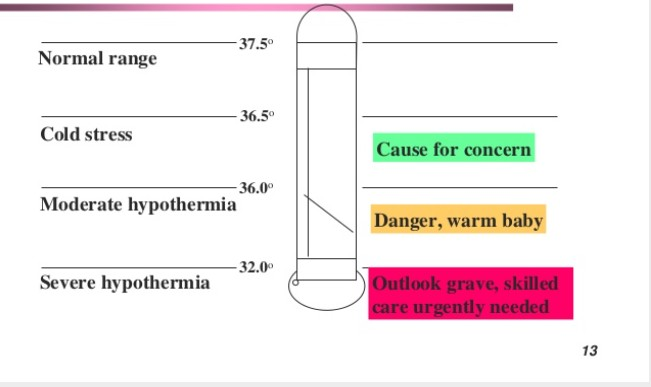 37.5°
Normal range
36.5°
Cold stress
Cause for concern
36.0°
Moderate hypothermia
Danger, warm baby
32.0°
Severe hypothermia
Outlook grave, skilled
care urgently needed
13